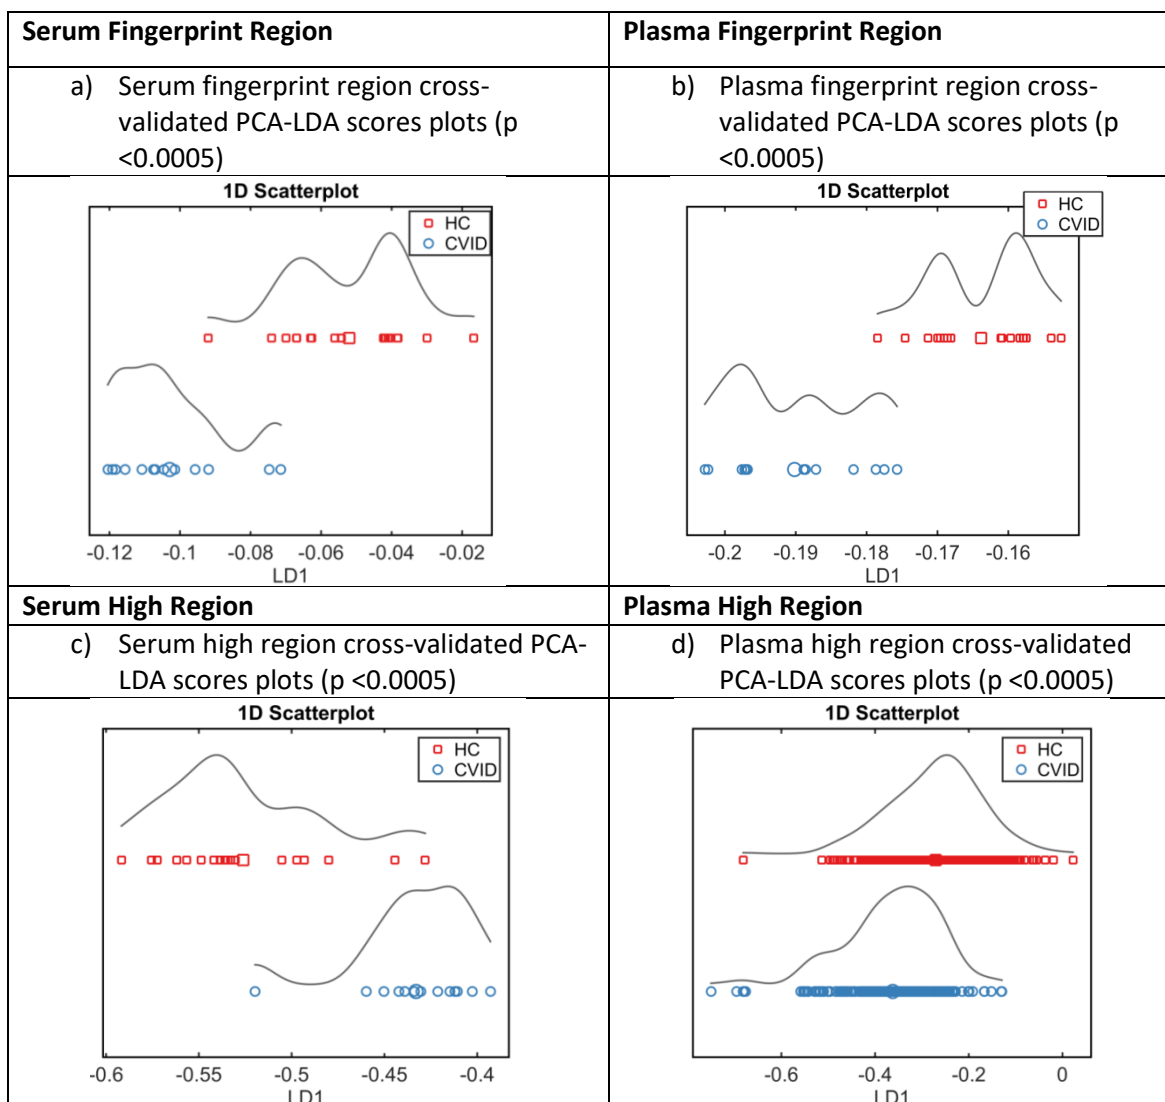 Serum Fingerprint Region
Plasma Fingerprint Region
a) Serum fingerprint region cross-
validated PCA-LDA scores plots (p
<0.0005)
b) Plasma fingerprint region cross-
validated PCA-LDA scores plots (p
<0.0005)
1D Scatterplot
HC
CVID
-0.12 -0.1 -0.08 -0.06 -0.04 -0.02
LD1
1D Scatterplot
HC
CVID
-0.2 -0.19 -0.18 -0.17 -0.16
LD1
Serum High Region
Plasma High Region
c) Serum high region cross-validated PCA-
LDA scores plots (p <0.0005)
d) Plasma high region cross-validated
PCA-LDA scores plots (p <0.0005)
1D Scatterplot
HC
CVID
-0.6 -0.55 -0.5 -0.45 -0.4
LD1
1D Scatterplot
HC
CVID
-0.6 -0.4 -0.2 0
LD1